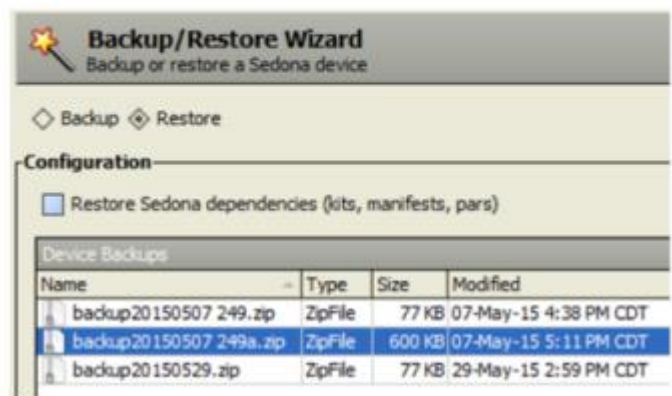 Backup/Restore Wizard
Backup or restore a Sedona device
Backup Restore
Configuration
Restore Sedona dependencies (kits, manifests, pars)
Device Backups
Name Type Size Modified
backup20150507 249.zip ZipFile 77 KB 07-May-15 4:38 PM CDT
backup20150507 249a.zip ZipFile 600 KB 07-May-15 5:11 PM CDT
backup20150529.zip ZipFile 77 KB 29-May-15 2:59 PM CDT